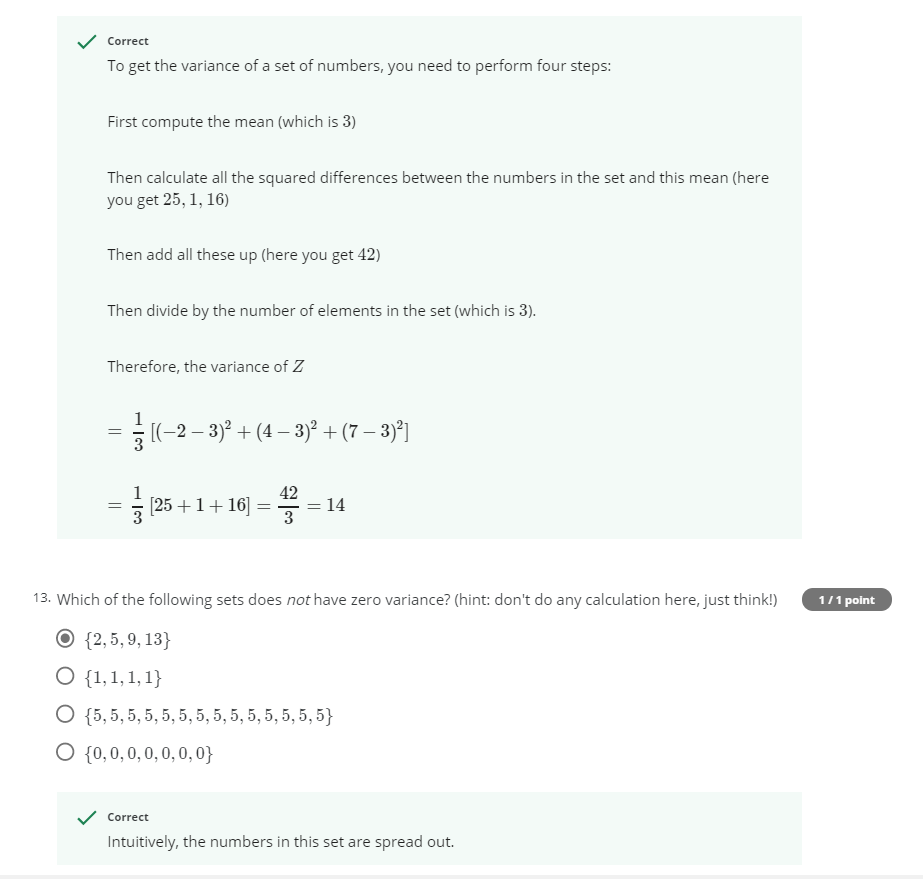 Correct
To get the variance of a set of numbers, you need to perform four steps:
First compute the mean (which is 3)
Then calculate all the squared differences between the numbers in the set and this mean (here
you get 25, 1, 16)
Then add all these up (here you get 42)
Then divide by the number of elements in the set (which is 3).
Therefore, the variance of Z
= 1/3 [(−2 − 3)² + (4 − 3)² + (7 − 3)²]
= 1/3 [25 + 1 + 16] = 42/3 = 14
13. Which of the following sets does not have zero variance? (hint: don't do any calculation here, just think!) 1 / 1 point
{2, 5, 9, 13}
{1, 1, 1, 1}
{5, 5, 5, 5, 5, 5, 5, 5, 5, 5, 5, 5, 5, 5}
{0, 0, 0, 0, 0, 0, 0}
Correct
Intuitively, the numbers in this set are spread out.